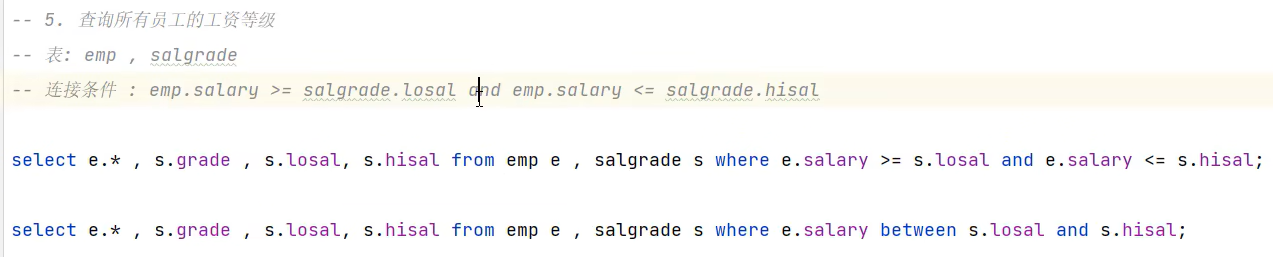 -- 5. 查询所有员工的工资等级
-- 表: emp , salgrade
-- 连接条件 : emp.salary >= salgrade.losal and emp.salary <= salgrade.hisal
select e.* , s.grade , s.losal, s.hisal from emp e , salgrade s where e.salary >= s.losal and e.salary <= s.hisal;
select e.* , s.grade , s.losal, s.hisal from emp e , salgrade s where e.salary between s.losal and s.hisal;